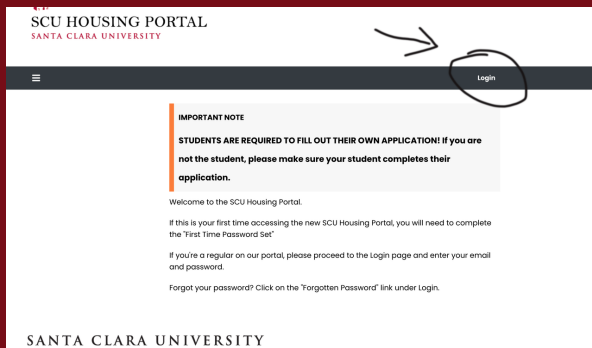 SCU HOUSING PORTAL
SANTA CLARA UNIVERSITY
Login
IMPORTANT NOTE
STUDENTS ARE REQUIRED TO FILL OUT THEIR OWN APPLICATION! If you are
not the student, please make sure your student completes their
application.
Welcome to the SCU Housing Portal.
If this is your first time accessing the new SCU Housing Portal, you will need to complete
the "First Time Password Set"
If you're a regular on our portal, please proceed to the Login page and enter your email
and password.
Forgot your password? Click on the "Forgotten Password" link under Login.
SANTA CLARA UNIVERSITY